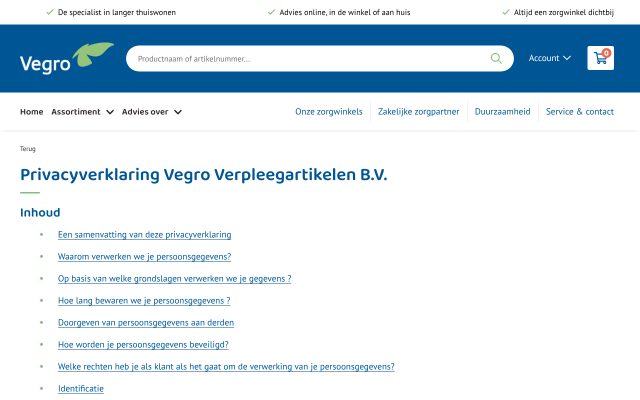 De specialist in langer thuiswonen
Advies online, in de winkel of aan huis
Altijd een zorgwinkel dichtbij
Vegro
Productnaam of artikelnummer...
Account
0
Home
Assortiment
Advies over
Onze zorgwinkels
Zakelijke zorgpartner
Duurzaamheid
Service & contact
Terug
Privacyverklaring Vegro Verpleegartikelen B.V.
Inhoud
Een samenvatting van deze privacyverklaring
Waarom verwerken we je persoonsgegevens?
Op basis van welke grondslagen verwerken we je gegevens ?
Hoe lang bewaren we je persoonsgegevens ?
Doorgeven van persoonsgegevens aan derden
Hoe worden je persoonsgegevens beveiligd?
Welke rechten heb je als klant als het gaat om de verwerking van je persoonsgegevens?
Identificatie